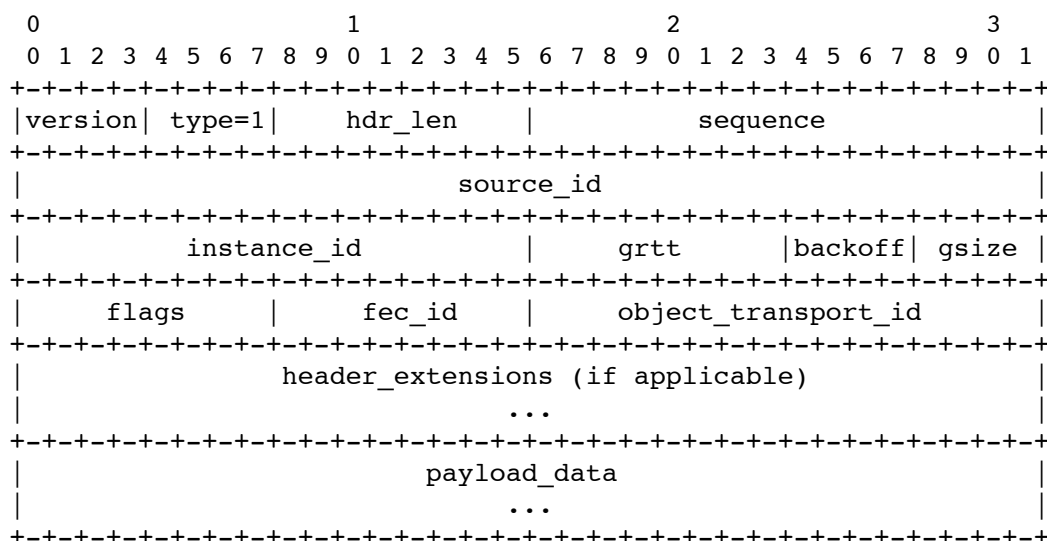 0                   1                   2                   3
 0 1 2 3 4 5 6 7 8 9 0 1 2 3 4 5 6 7 8 9 0 1 2 3 4 5 6 7 8 9 0 1
+-+-+-+-+-+-+-+-+-+-+-+-+-+-+-+-+-+-+-+-+-+-+-+-+-+-+-+-+-+-+-+-+
|version| type=1|    hdr_len    |          sequence             |
+-+-+-+-+-+-+-+-+-+-+-+-+-+-+-+-+-+-+-+-+-+-+-+-+-+-+-+-+-+-+-+-+
|                           source_id                           |
+-+-+-+-+-+-+-+-+-+-+-+-+-+-+-+-+-+-+-+-+-+-+-+-+-+-+-+-+-+-+-+-+
|          instance_id          |     grtt      |backoff| gsize |
+-+-+-+-+-+-+-+-+-+-+-+-+-+-+-+-+-+-+-+-+-+-+-+-+-+-+-+-+-+-+-+-+
|     flags     |     fec_id    |     object_transport_id       |
+-+-+-+-+-+-+-+-+-+-+-+-+-+-+-+-+-+-+-+-+-+-+-+-+-+-+-+-+-+-+-+-+
|                header_extensions (if applicable)              |
|                              ...                              |
+-+-+-+-+-+-+-+-+-+-+-+-+-+-+-+-+-+-+-+-+-+-+-+-+-+-+-+-+-+-+-+-+
|                         payload_data                          |
|                              ...                              |
+-+-+-+-+-+-+-+-+-+-+-+-+-+-+-+-+-+-+-+-+-+-+-+-+-+-+-+-+-+-+-+-+